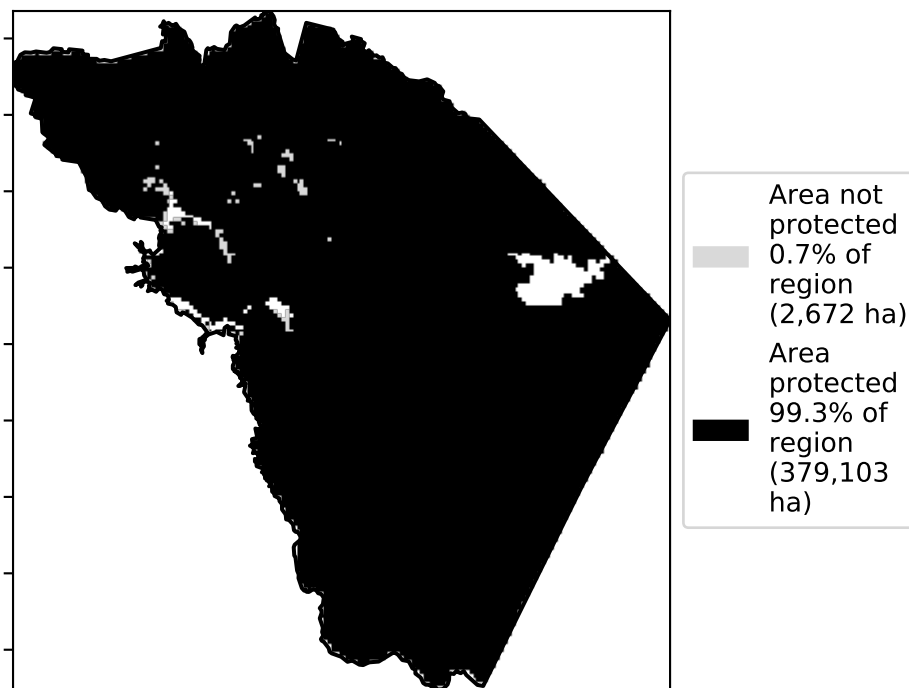 Area not
protected
0.7% of
region
(2,672 ha)
Area
protected
99.3% of
region
(379,103
ha)